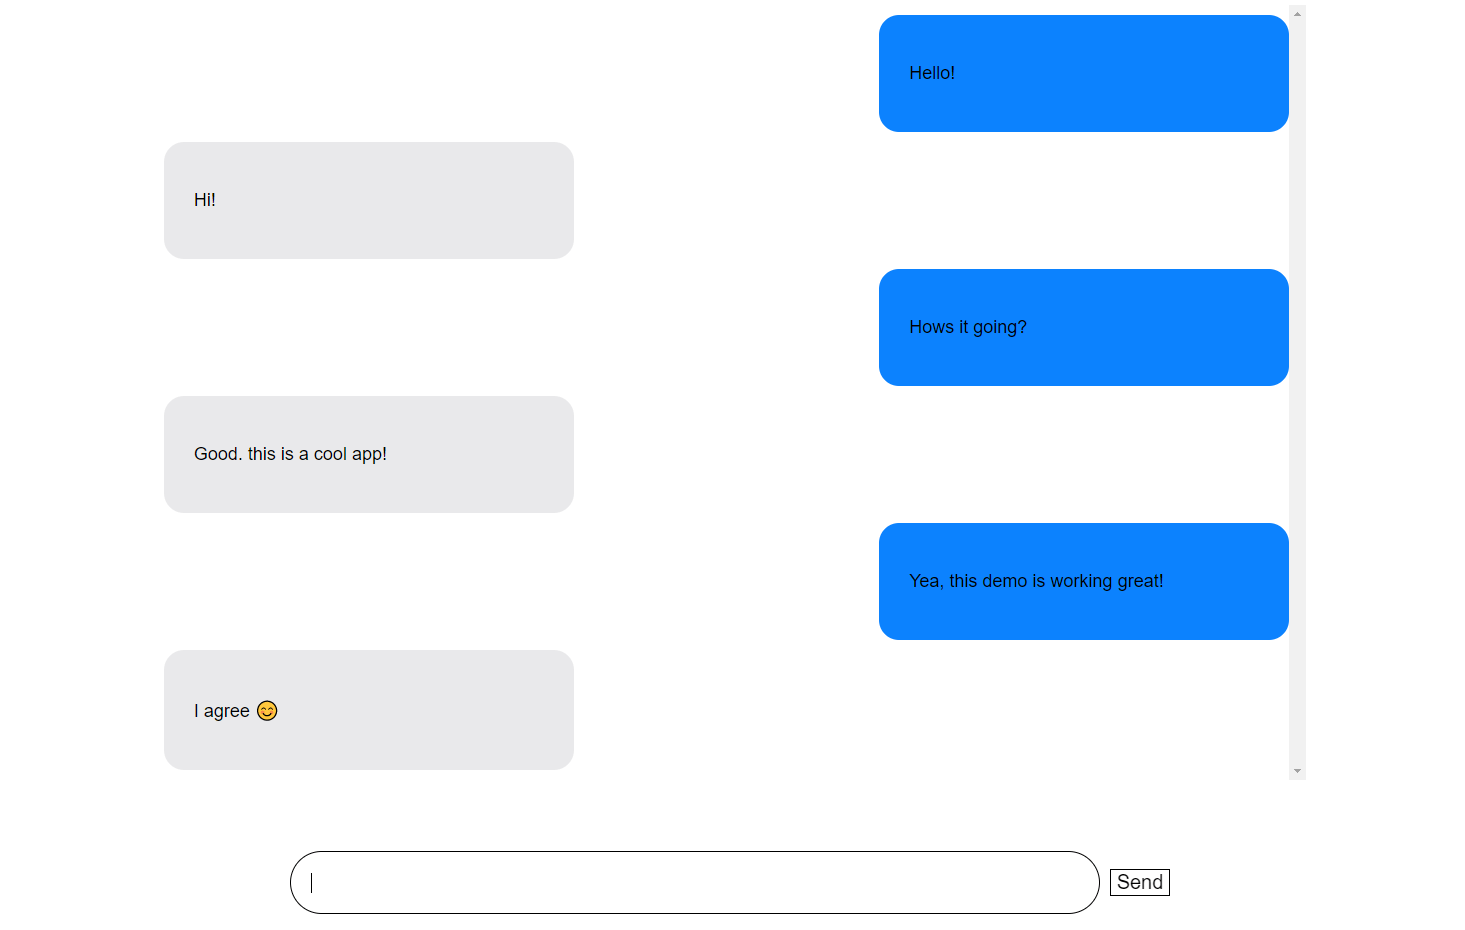 Hello!
Hi!
Hows it going?
Good. this is a cool app!
Yea, this demo is working great!
I agree 😊
Send